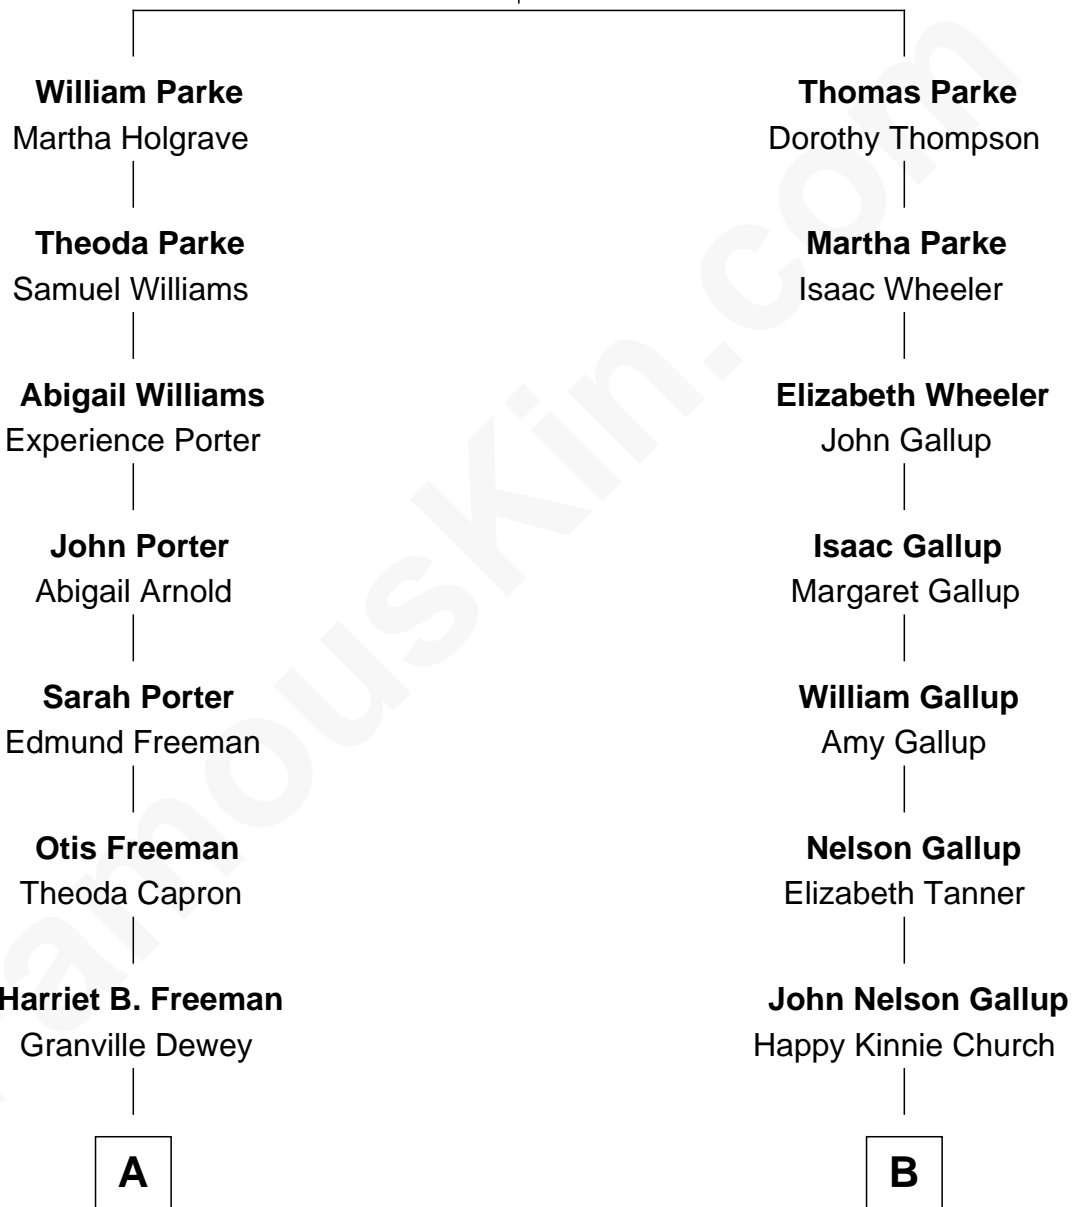 William Parke
Martha Holgrave
Theoda Parke
Samuel Williams
Abigail Williams
Experience Porter
John Porter
Abigail Arnold
Sarah Porter
Edmund Freeman
Otis Freeman
Theoda Capron
Harriet B. Freeman
Granville Dewey
A
Thomas Parke
Dorothy Thompson
Martha Parke
Isaac Wheeler
Elizabeth Wheeler
John Gallup
Isaac Gallup
Margaret Gallup
William Gallup
Amy Gallup
Nelson Gallup
Elizabeth Tanner
John Nelson Gallup
Happy Kinnie Church
B
FamousKin.com